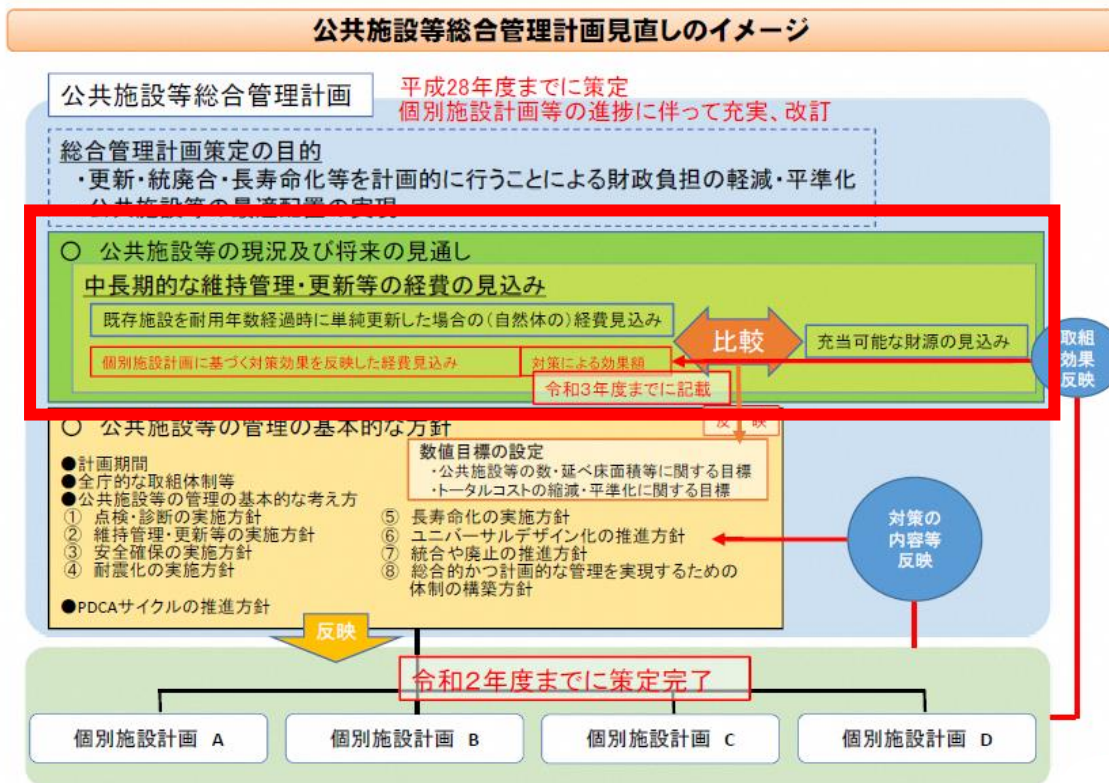 公共施設等総合管理計画見直しのイメージ
公共施設等総合管理計画
平成28年度までに策定
個別施設計画等の進捗に伴って充実、改訂
総合管理計画策定の目的
・更新・統廃合・長寿命化等を計画的に行うことによる財政負担の軽減・平準化
・公共施設等の最適配置の実現
〇 公共施設等の現況及び将来の見通し
中長期的な維持管理・更新等の経費の見込み
既存施設を耐用年数経過時に単純更新した場合の(自然体の)経費見込み
比較
充当可能な財源の見込み
個別施設計画に基づく対策効果を反映した経費見込み
対策による効果額
令和3年度までに記載
取組
効果
反映
〇 公共施設等の管理の基本的な方針
反 映
数値目標の設定
・公共施設等の数・延べ床面積等に関する目標
・トータルコストの縮減・平準化に関する目標
●計画期間
●全庁的な取組体制等
●公共施設等の管理の基本的な考え方
① 点検・診断の実施方針
② 維持管理・更新等の実施方針
③ 安全確保の実施方針
④ 耐震化の実施方針
⑤ 長寿命化の実施方針
⑥ ユニバーサルデザイン化の推進方針
⑦ 統合や廃止の推進方針
⑧ 総合的かつ計画的な管理を実現するための
体制の構築方針
●PDCAサイクルの推進方針
対策の
内容等
反映
反映
令和2年度までに策定完了
個別施設計画 A
個別施設計画 B
個別施設計画 C
個別施設計画 D